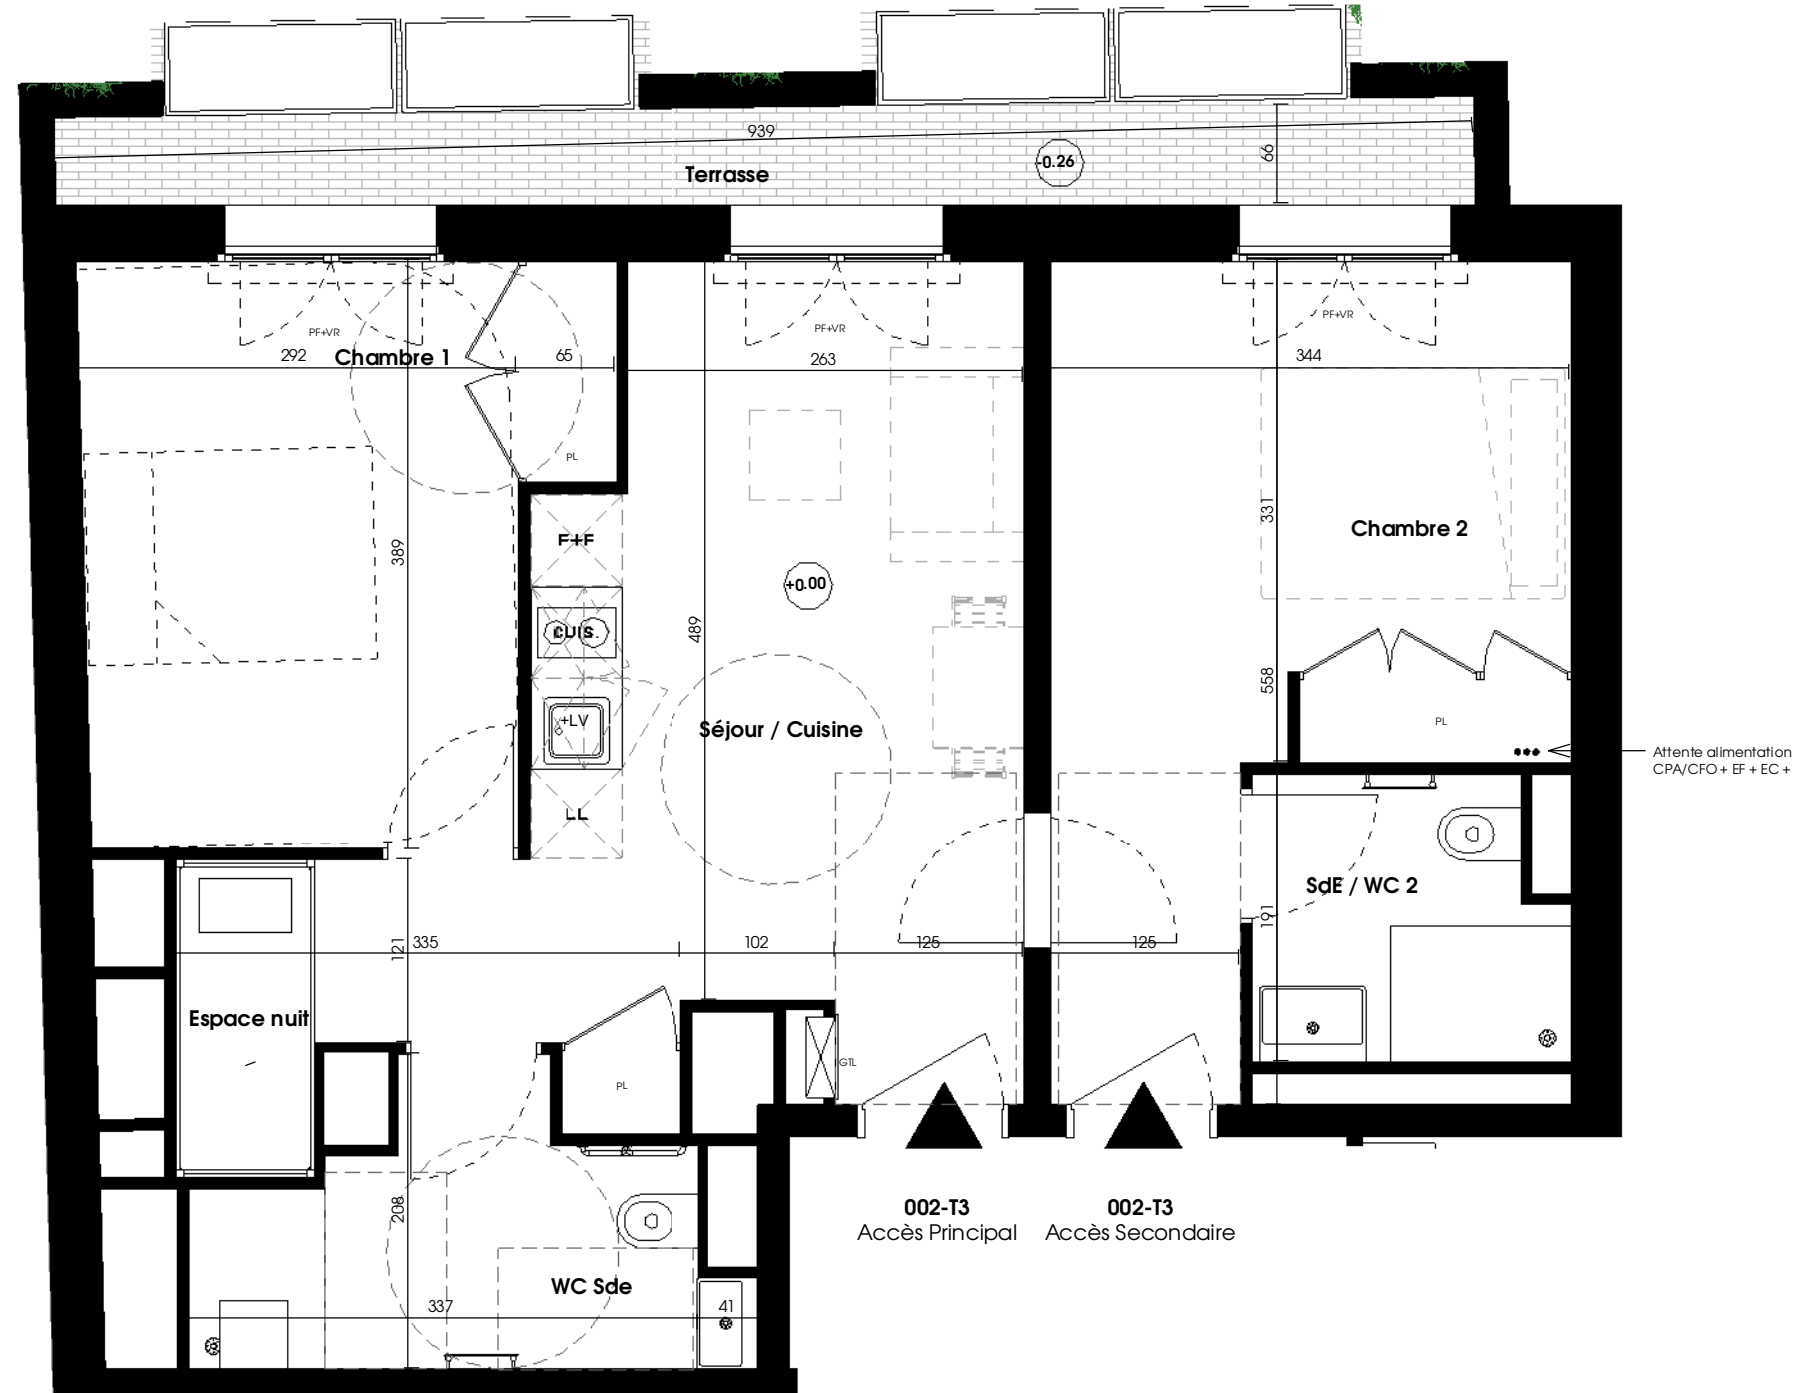 939
66
-0.26
Terrasse
PF+VR
PF+VR
PF+VR
292
Chambre 1
65
263
344
PL
331
Chambre 2
F+F
389
+0.00
CUIS.
489
558
+LV
Séjour / Cuisine
PL
Attente alimentation
CPA/CFO + EF + EC +
LL
SdE / WC 2
191
121
335
102
125
125
Espace nuit
GTL
PL
208
002-T3
Accès Principal
002-T3
Accès Secondaire
WC Sde
337
41